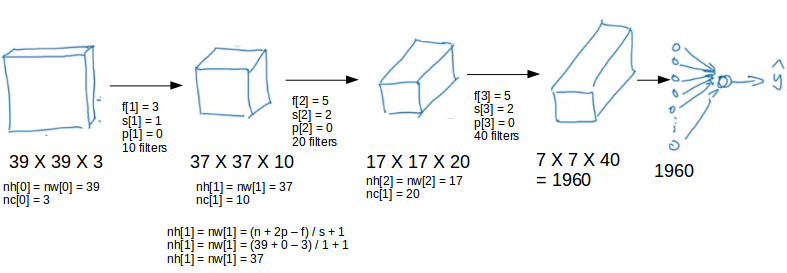 f[1] = 3
s[1] = 1
p[1] = 0
10 filters
f[2] = 5
s[2] = 2
p[2] = 0
20 filters
f[3] = 5
s[3] = 2
p[3] = 0
40 filters
ŷ
39 X 39 X 3
nh[0] = nw[0] = 39
nc[0] = 3
37 X 37 X 10
nh[1] = nw[1] = 37
nc[1] = 10
17 X 17 X 20
nh[2] = nw[2] = 17
nc[1] = 20
7 X 7 X 40
= 1960
1960
nh[1] = nw[1] = (n + 2p – f) / s + 1
nh[1] = nw[1] = (39 + 0 – 3) / 1 + 1
nh[1] = nw[1] = 37